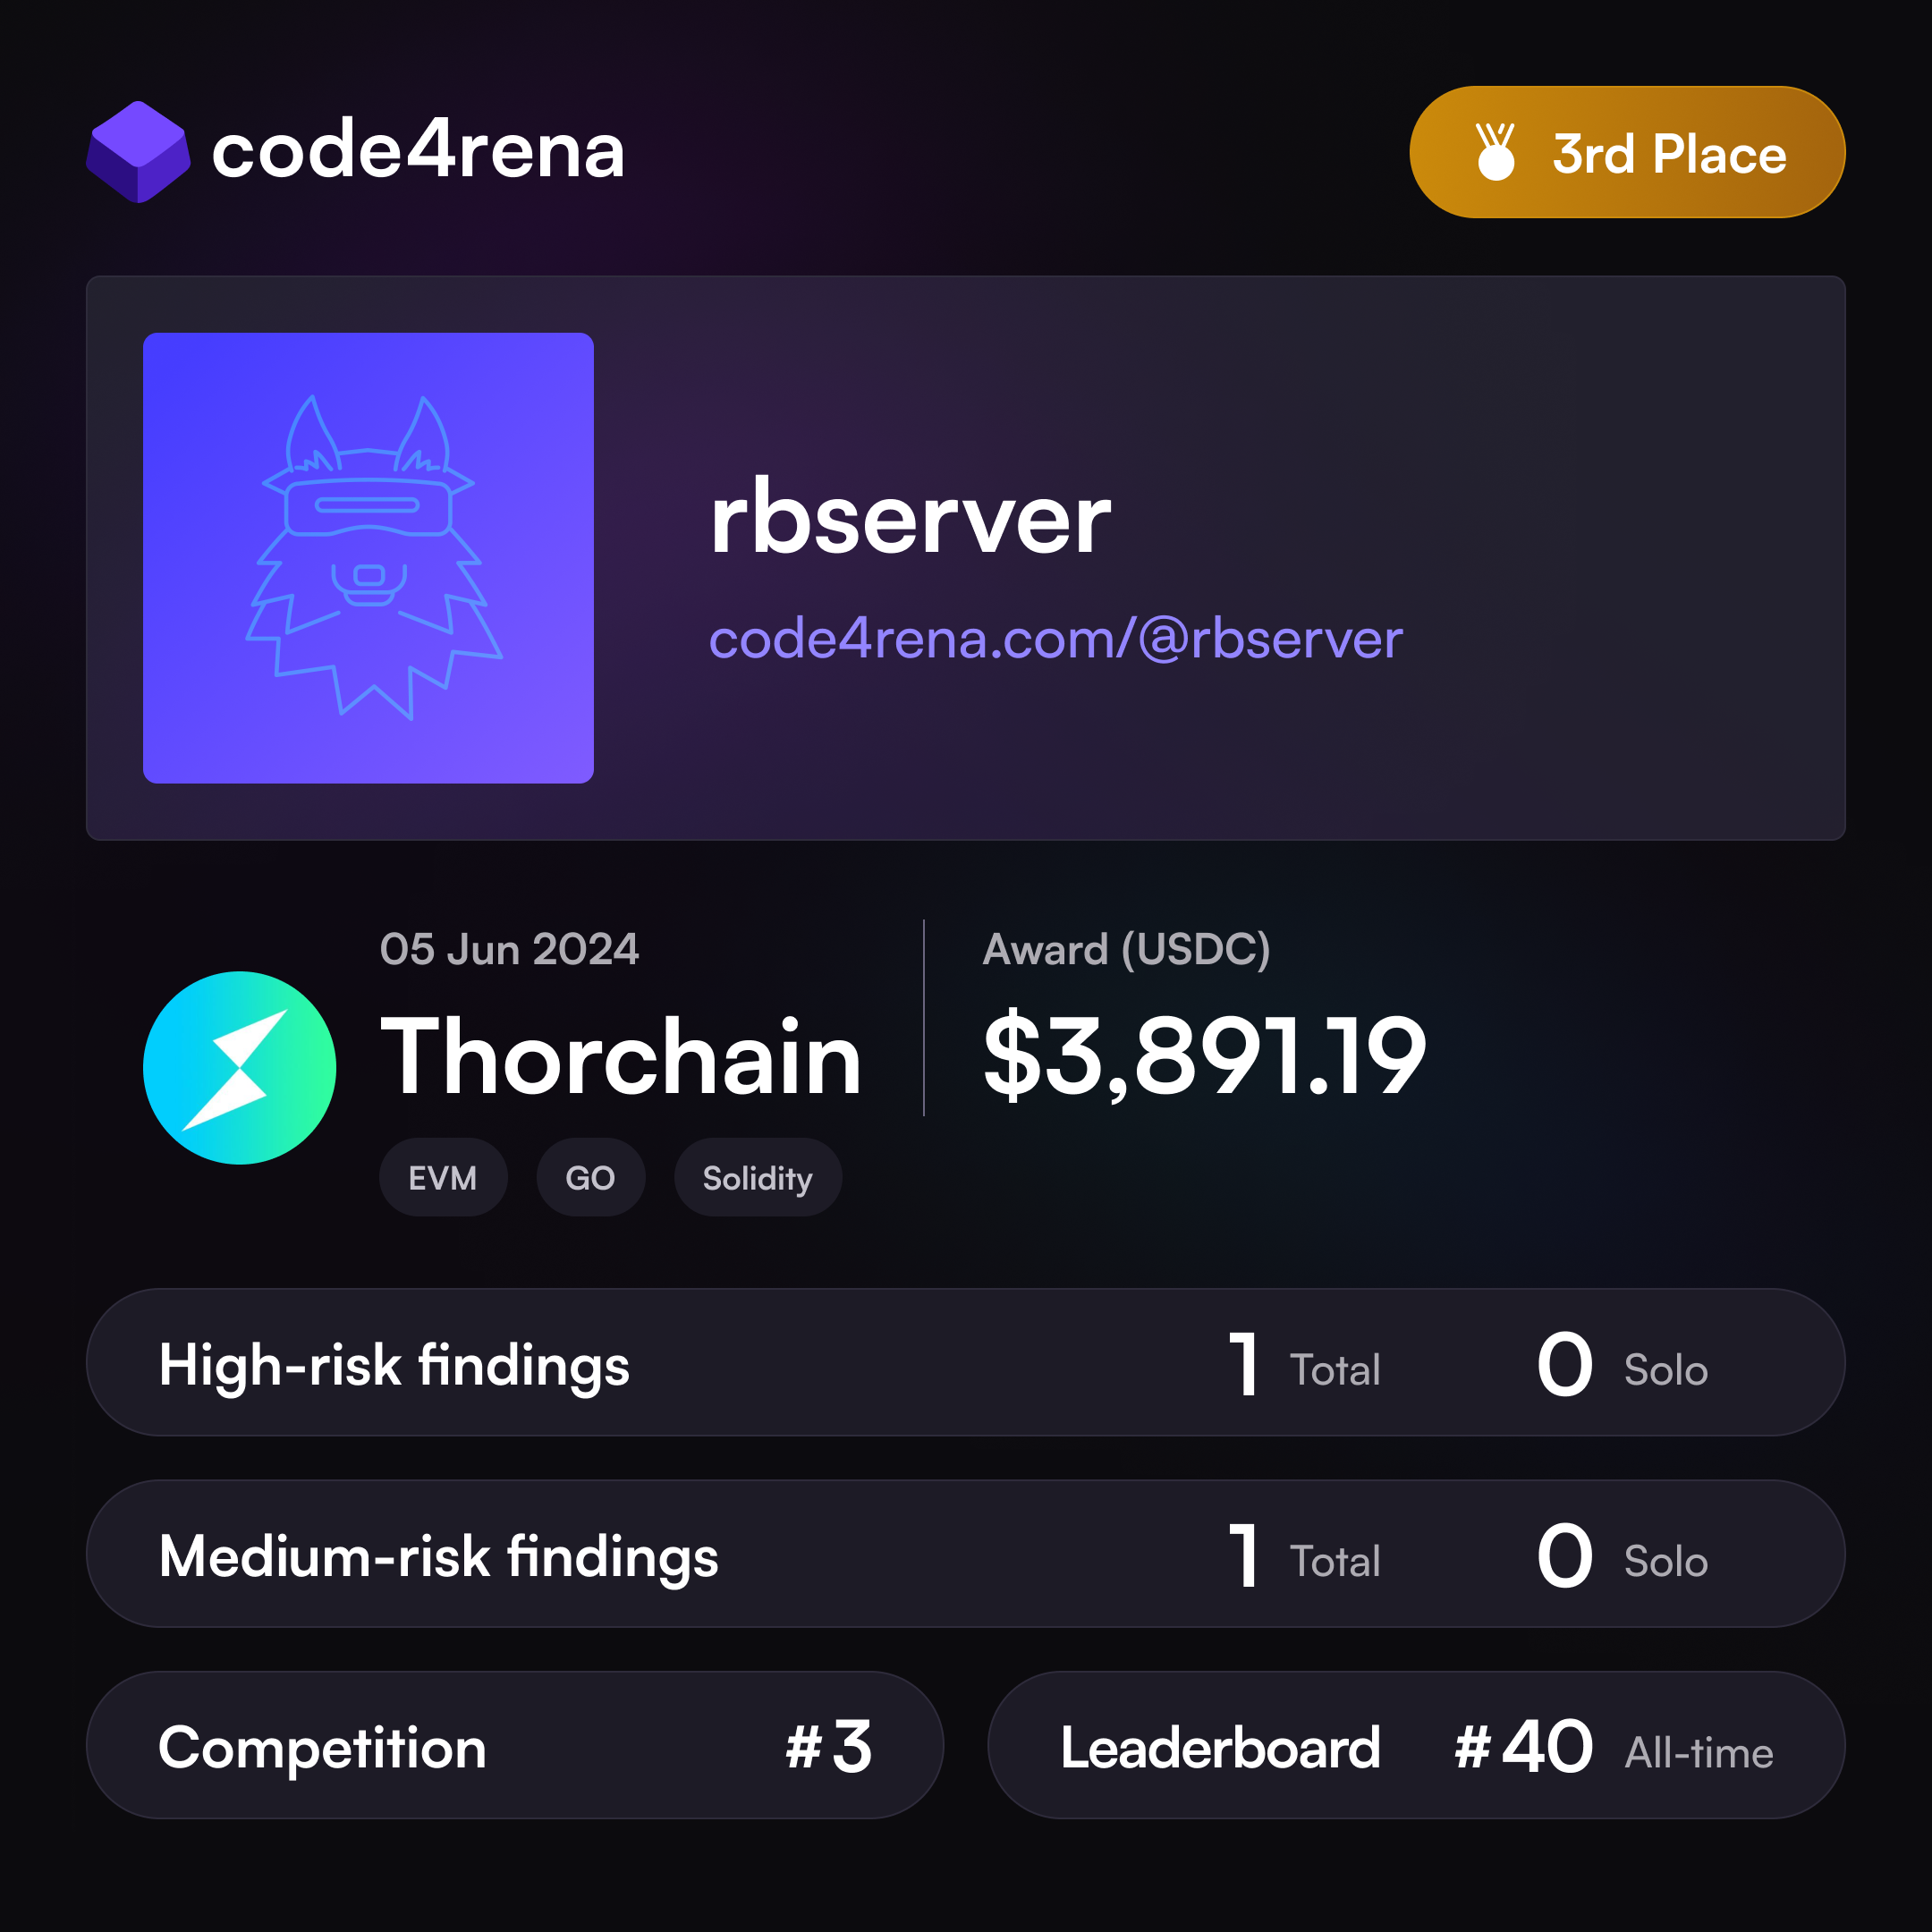 code4rena
3rd Place
rbserver
code4rena.com/@rbserver
05 Jun 2024
Thorchain
EVM GO Solidity
Award (USDC)
$3,891.19
High-risk findings 1 Total 0 Solo
Medium-risk findings 1 Total 0 Solo
Competition #3
Leaderboard #40 All-time